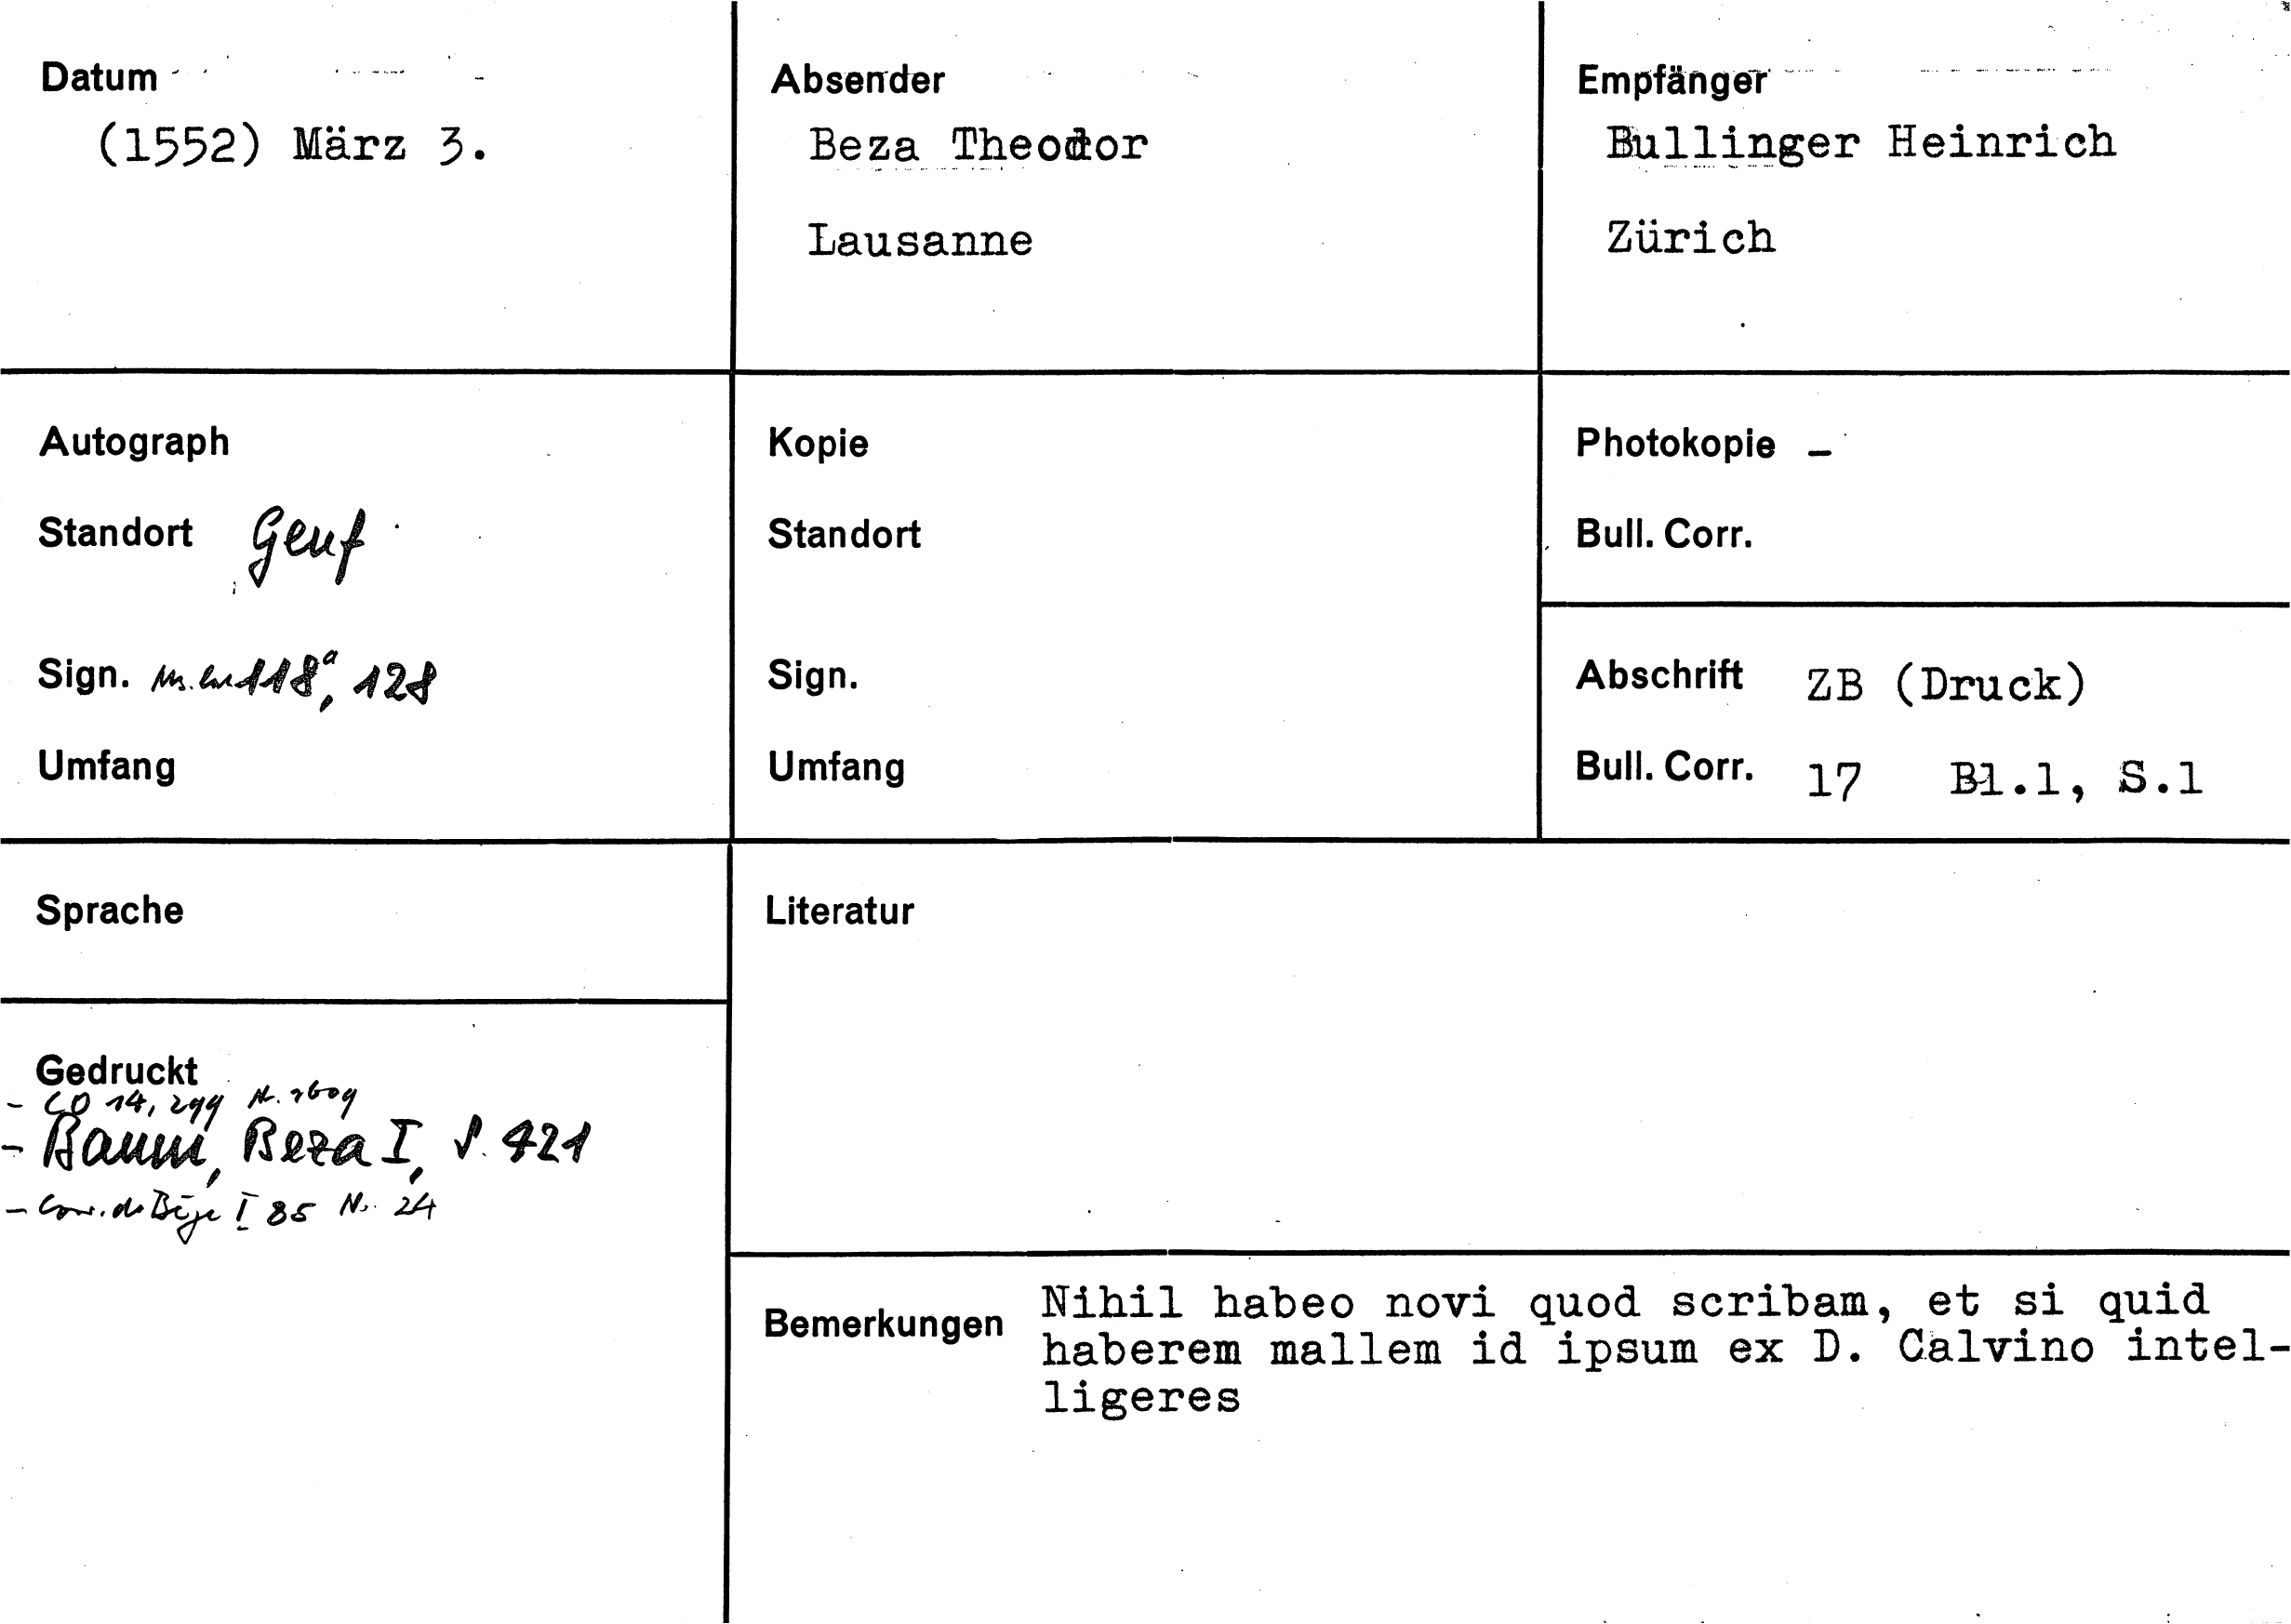 Datum
(1552) März 3.
Absender
Beza Theodor
Lausanne
Empfänger
Bullinger Heinrich
Zürich
Autograph
Standort Genf
Sign. Ms. 118ᵃ, 128
Umfang
Kopie
Standort
Sign.
Umfang
Photokopie -
Bull. Corr.
Abschrift ZB (Druck)
Bull. Corr. 17 Bl.1, S.1
Sprache
Gedruckt
- CO 14, 299 N. 1609
- Baum, Beza I, S. 421
- Corr. de Bèze I 85 N. 24
Literatur
Bemerkungen
Nihil habeo novi quod scribam, et si quid
haberem mallem id ipsum ex D. Calvino intel-
ligeres